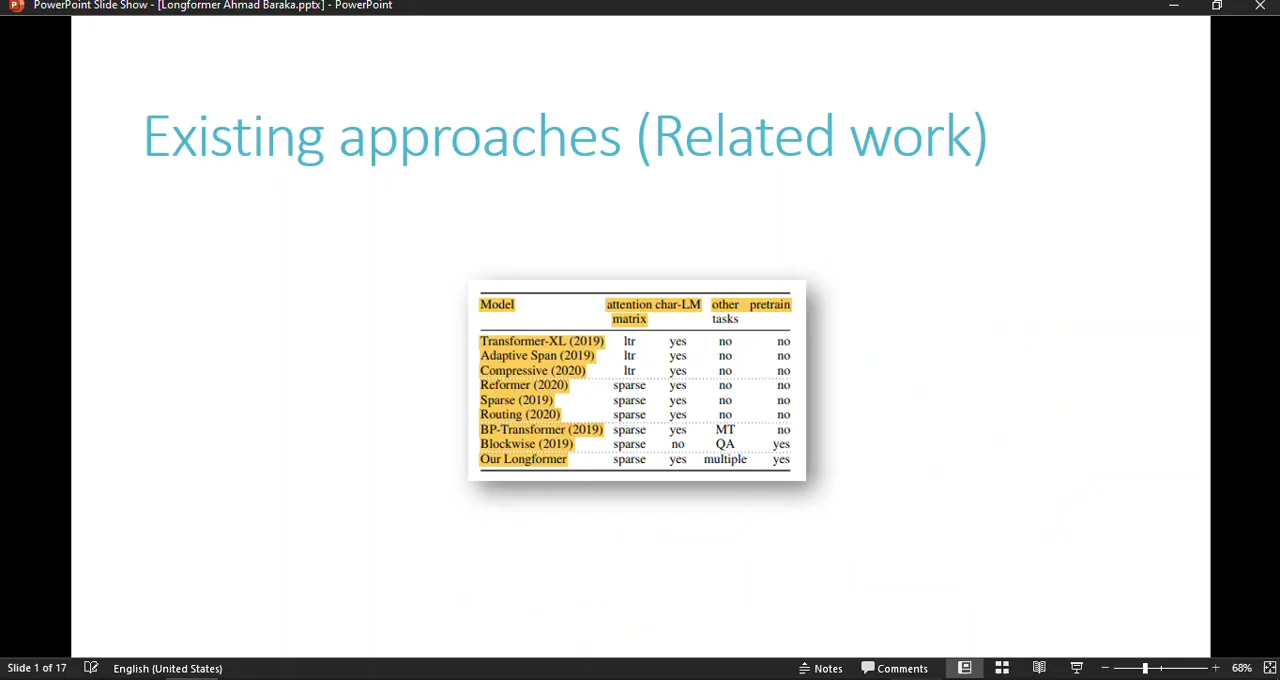 PowerPoint Slide Show - [Longformer Ahmad Baraka.pptx] - PowerPoint
Existing approaches (Related work)
Model attention char-LM other pretrain
matrix tasks
Transformer-XL (2019) ltr yes no no
Adaptive Span (2019) ltr yes no no
Compressive (2020) ltr yes no no
Reformer (2020) sparse yes no no
Sparse (2019) sparse yes no no
Routing (2020) sparse yes no no
BP-Transformer (2019) sparse yes MT no
Blockwise (2019) sparse no QA yes
Our Longformer sparse yes multiple yes
Slide 1 of 17 English (United States) Notes Comments 68%